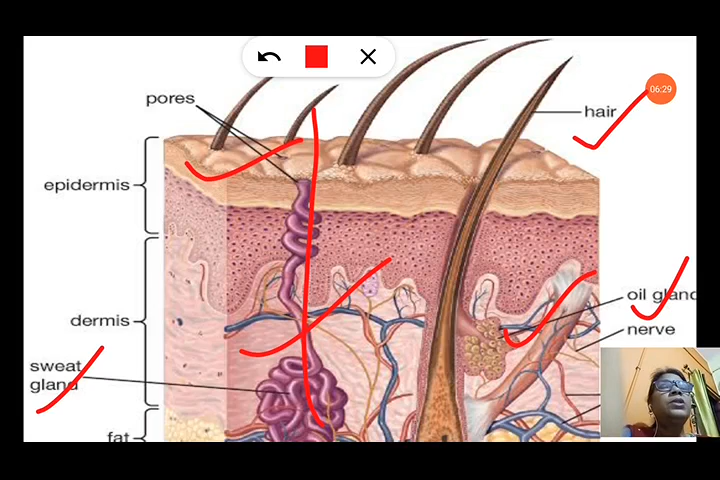 06:29
pores
hair
epidermis
oil gland
dermis
nerve
sweat
gland
fat